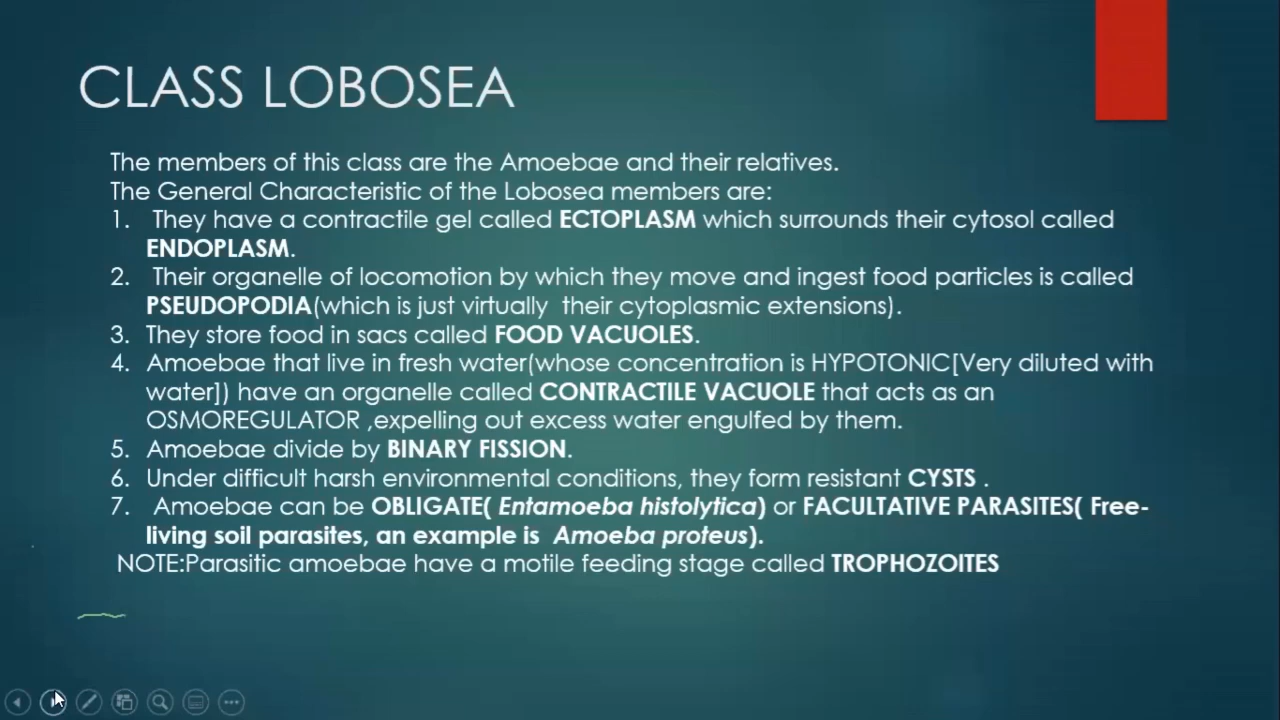 CLASS LOBOSEA
The members of this class are the Amoebae and their relatives.
The General Characteristic of the Lobosea members are:
1. They have a contractile gel called ECTOPLASM which surrounds their cytosol called
ENDOPLASM.
2. Their organelle of locomotion by which they move and ingest food particles is called
PSEUDOPODIA(which is just virtually their cytoplasmic extensions).
3. They store food in sacs called FOOD VACUOLES.
4. Amoebae that live in fresh water(whose concentration is HYPOTONIC[Very diluted with
water]) have an organelle called CONTRACTILE VACUOLE that acts as an
OSMOREGULATOR ,expelling out excess water engulfed by them.
5. Amoebae divide by BINARY FISSION.
6. Under difficult harsh environmental conditions, they form resistant CYSTS .
7. Amoebae can be OBLIGATE( Entamoeba histolytica) or FACULTATIVE PARASITES( Free-
living soil parasites, an example is Amoeba proteus).
NOTE:Parasitic amoebae have a motile feeding stage called TROPHOZOITES